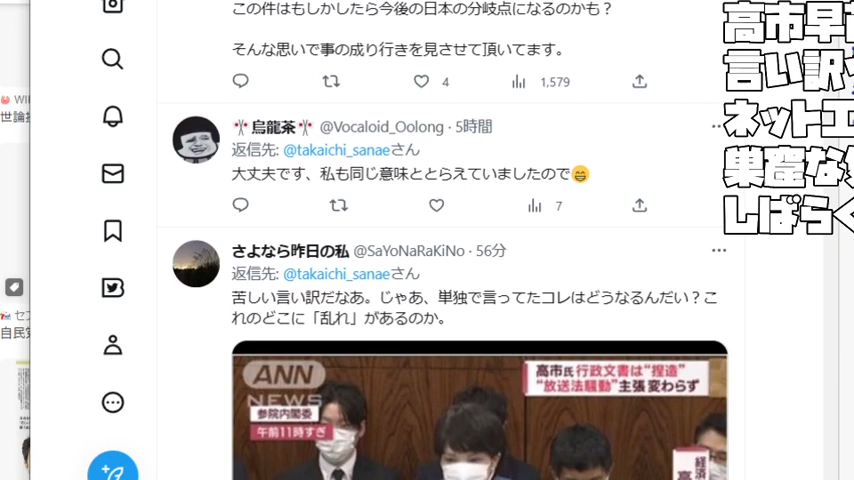 この件はもしかしたら今後の日本の分岐点になるのかも？
そんな思いで事の成り行きを見させて頂いてます。
4
1,579
烏龍茶 @Vocaloid_Oolong · 5時間
返信先: @takaichi_sanaeさん
大丈夫です、私も同じ意味ととらえていましたので😁
7
さよなら昨日の私 @SaYoNaRaKiNo · 56分
返信先: @takaichi_sanaeさん
苦しい言い訳だなあ。じゃあ、単独で言ってたコレはどうなるんだい？こ
れのどこに「乱れ」があるのか。
ANN
NEWS
参院内閣委
午前11時すぎ
高市氏 行政文書は“捏造”
“放送法騒動”主張変わらず
経済
高市早
言い訳
ネットエ
巣窟な
しばらく
WI
世論
セ
自民